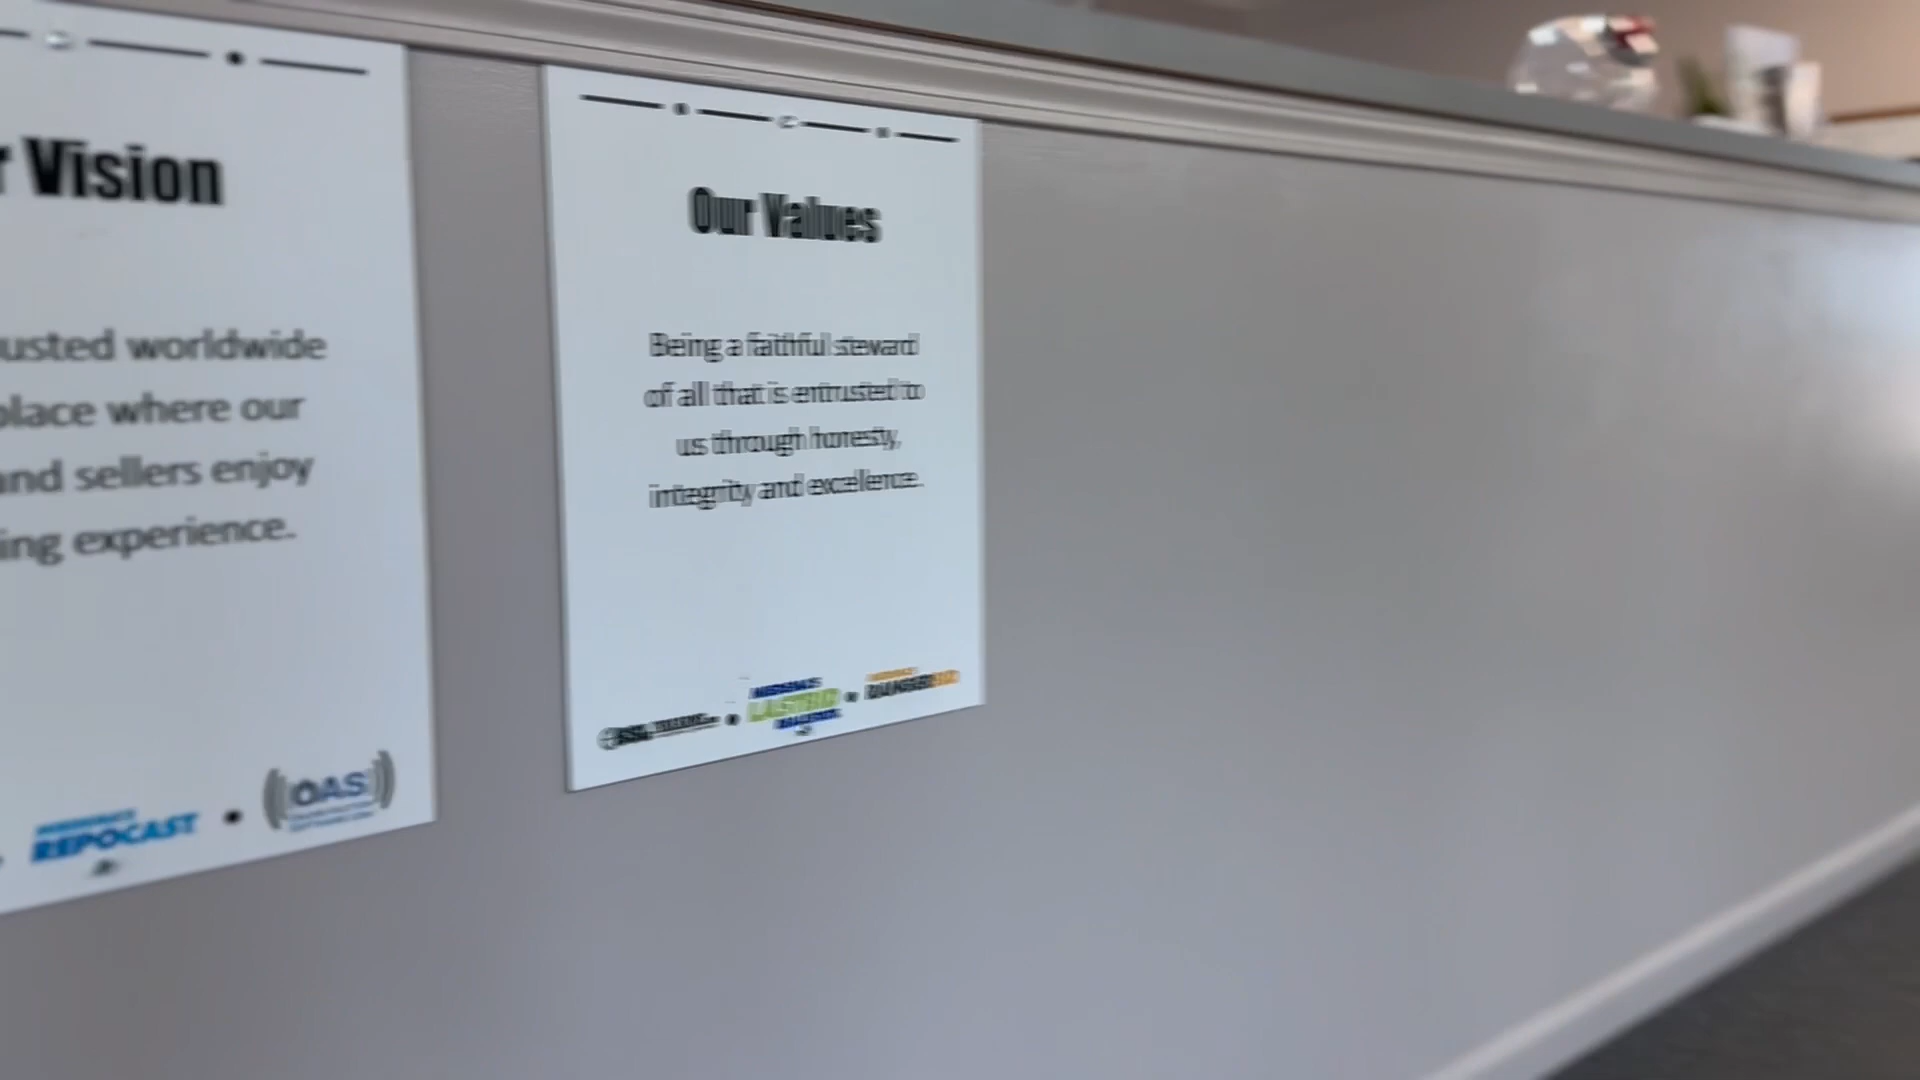 r Vision
usted worldwide
place where our
and sellers enjoy
ing experience.
REPOCAST
OAS
Our Values
Being a faithful steward
of all that is entrusted to
us through honesty,
integrity and excellence.